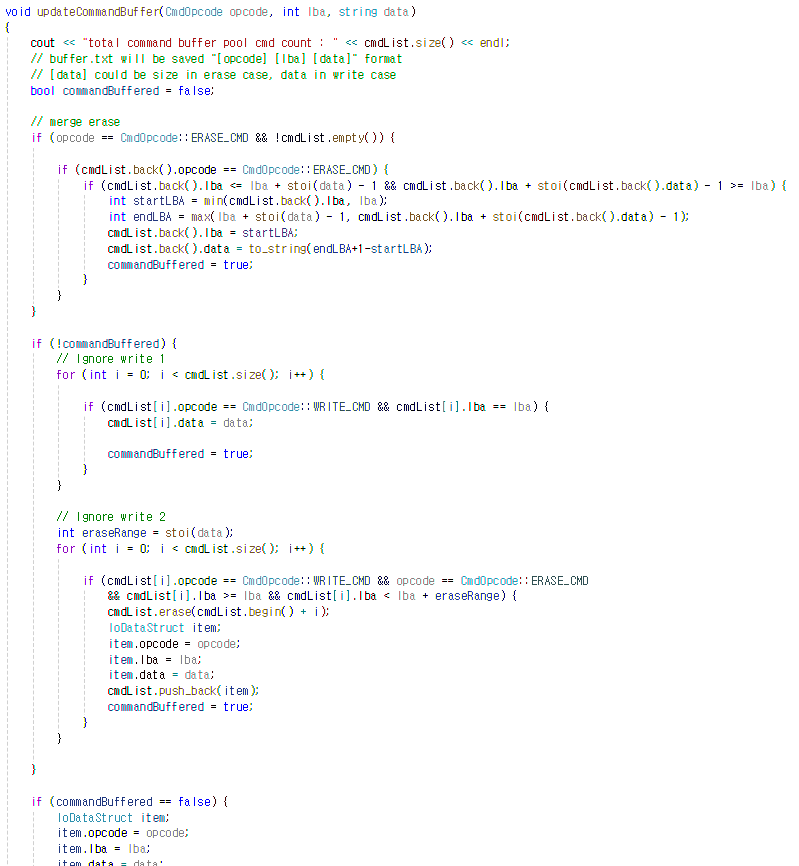 void updateCommandBuffer(CmdOpcode opcode, int lba, string data)
{
    cout << "total command buffer pool cmd count : " << cmdList.size() << endl;
    // buffer.txt will be saved "[opcode] [lba] [data]" format
    // [data] could be size in erase case, data in write case
    bool commandBuffered = false;

    // merge erase
    if (opcode == CmdOpcode::ERASE_CMD && !cmdList.empty()) {

        if (cmdList.back().opcode == CmdOpcode::ERASE_CMD) {
            if (cmdList.back().lba <= lba + stoi(data) - 1 && cmdList.back().lba + stoi(cmdList.back().data) - 1 >= lba) {
                int startLBA = min(cmdList.back().lba, lba);
                int endLBA = max(lba + stoi(data) - 1, cmdList.back().lba + stoi(cmdList.back().data) - 1);
                cmdList.back().lba = startLBA;
                cmdList.back().data = to_string(endLBA+1-startLBA);
                commandBuffered = true;
            }
        }
    }

    if (!commandBuffered) {
        // Ignore write 1
        for (int i = 0; i < cmdList.size(); i++) {

            if (cmdList[i].opcode == CmdOpcode::WRITE_CMD && cmdList[i].lba == lba) {
                cmdList[i].data = data;

                commandBuffered = true;
            }
        }

        // Ignore write 2
        int eraseRange = stoi(data);
        for (int i = 0; i < cmdList.size(); i++) {

            if (cmdList[i].opcode == CmdOpcode::WRITE_CMD && opcode == CmdOpcode::ERASE_CMD
                && cmdList[i].lba >= lba && cmdList[i].lba < lba + eraseRange) {
                cmdList.erase(cmdList.begin() + i);
                IoDataStruct item;
                item.opcode = opcode;
                item.lba = lba;
                item.data = data;
                cmdList.push_back(item);
                commandBuffered = true;
            }
        }

    }

    if (commandBuffered == false) {
        IoDataStruct item;
        item.opcode = opcode;
        item.lba = lba;
        item.data = data;